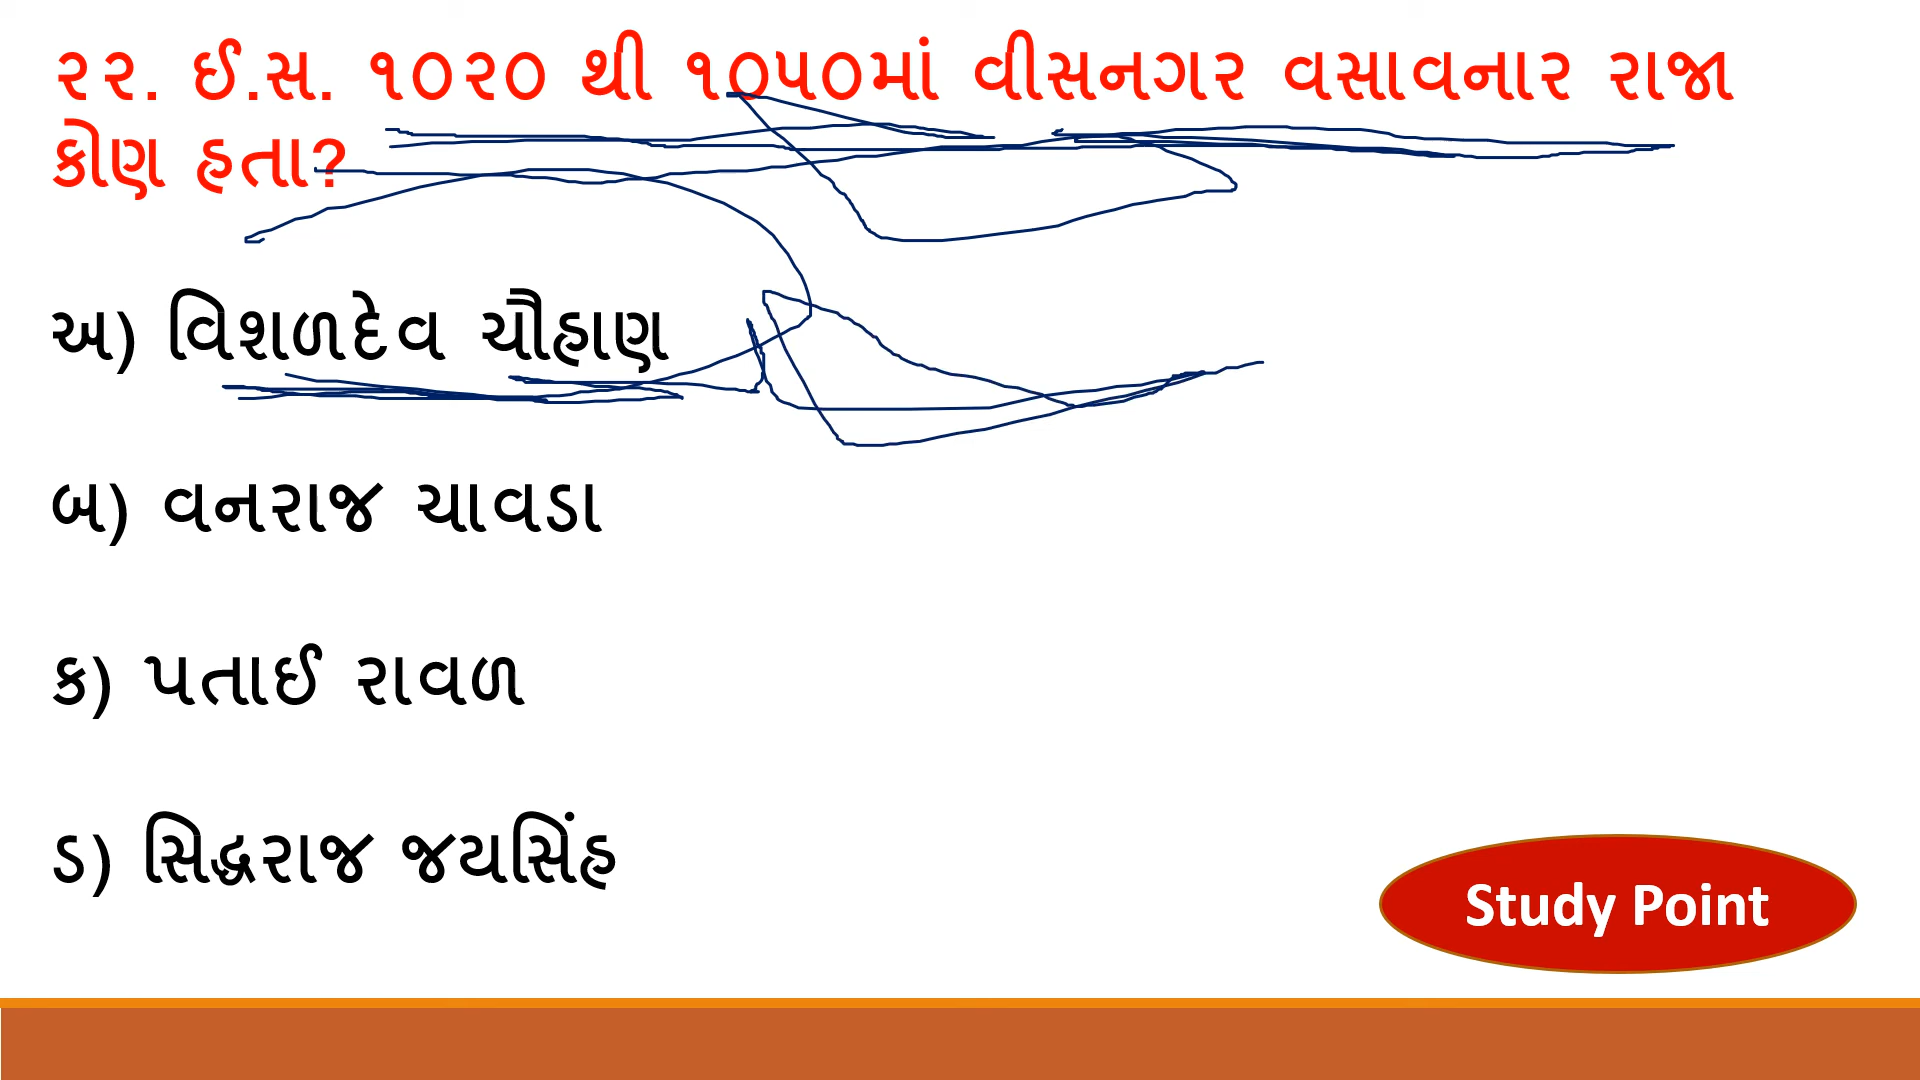 ૨૨. ઈ.સ. ૧૦૨૦ થી ૧૦૫૦માં વીસનગર વસાવનાર રાજા
કોણ હતા?
અ) વિશળદેવ ચૌહાણ
બ) વનરાજ ચાવડા
ક) પતાઈ રાવળ
ડ) સિદ્ધરાજ જયસિંહ
Study Point